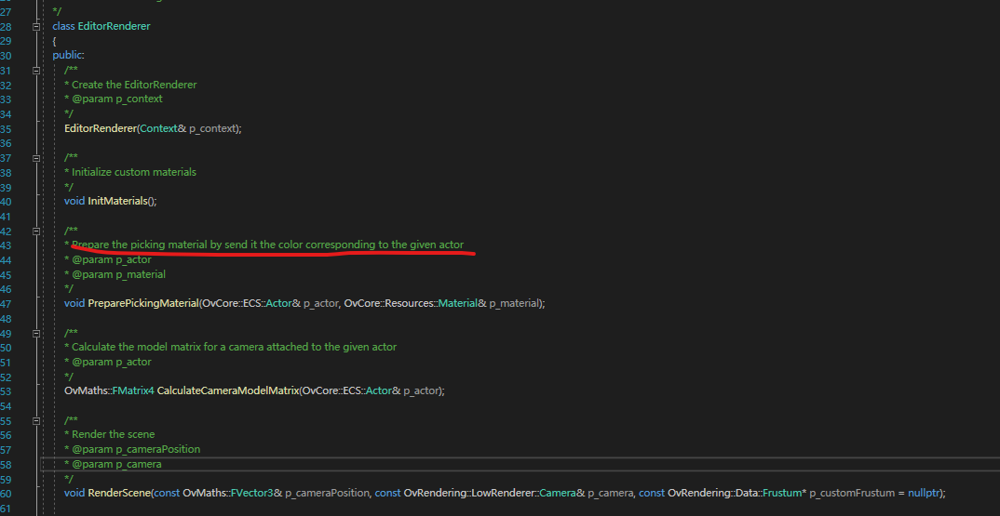 27 */
28 class EditorRenderer
29 {
30 public:
31 /**
32 * Create the EditorRenderer
33 * @param p_context
34 */
35 EditorRenderer(Context& p_context);
36
37 /**
38 * Initialize custom materials
39 */
40 void InitMaterials();
41
42 /**
43 * Prepare the picking material by send it the color corresponding to the given actor
44 * @param p_actor
45 * @param p_material
46 */
47 void PreparePickingMaterial(OvCore::ECS::Actor& p_actor, OvCore::Resources::Material& p_material);
48
49 /**
50 * Calculate the model matrix for a camera attached to the given actor
51 * @param p_actor
52 */
53 OvMaths::FMatrix4 CalculateCameraModelMatrix(OvCore::ECS::Actor& p_actor);
54
55 /**
56 * Render the scene
57 * @param p_cameraPosition
58 * @param p_camera
59 */
60 void RenderScene(const OvMaths::FVector3& p_cameraPosition, const OvRendering::LowRenderer::Camera& p_camera, const OvRendering::Data::Frustum* p_customFrustum = nullptr);
61